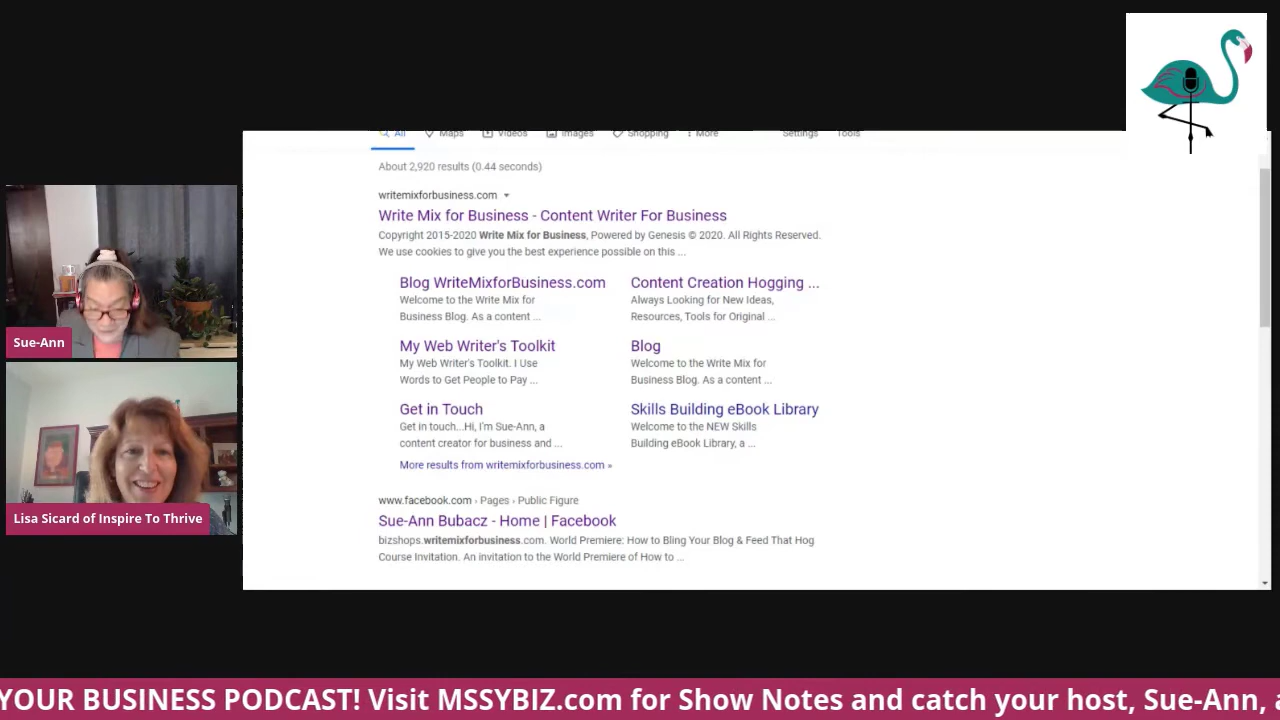 All Maps Videos Images Shopping More Settings Tools
About 2,920 results (0.44 seconds)
writemixforbusiness.com
Write Mix for Business - Content Writer For Business
Copyright 2015-2020 Write Mix for Business, Powered by Genesis © 2020. All Rights Reserved.
We use cookies to give you the best experience possible on this ...
Blog WriteMixforBusiness.com
Welcome to the Write Mix for
Business Blog. As a content ...
Content Creation Hogging ...
Always Looking for New Ideas,
Resources, Tools for Original ...
My Web Writer's Toolkit
My Web Writer's Toolkit. I Use
Words to Get People to Pay ...
Blog
Welcome to the Write Mix for
Business Blog. As a content ...
Get in Touch
Get in touch...Hi, I'm Sue-Ann, a
content creator for business and ...
Skills Building eBook Library
Welcome to the NEW Skills
Building eBook Library, a ...
More results from writemixforbusiness.com »
www.facebook.com › Pages › Public Figure
Sue-Ann Bubacz - Home | Facebook
bizshops.writemixforbusiness.com. World Premiere: How to Bling Your Blog & Feed That Hog
Course Invitation. An invitation to the World Premiere of How to ...
Sue-Ann
Lisa Sicard of Inspire To Thrive
YOUR BUSINESS PODCAST! Visit MSSYBIZ.com for Show Notes and catch your host, Sue-Ann,